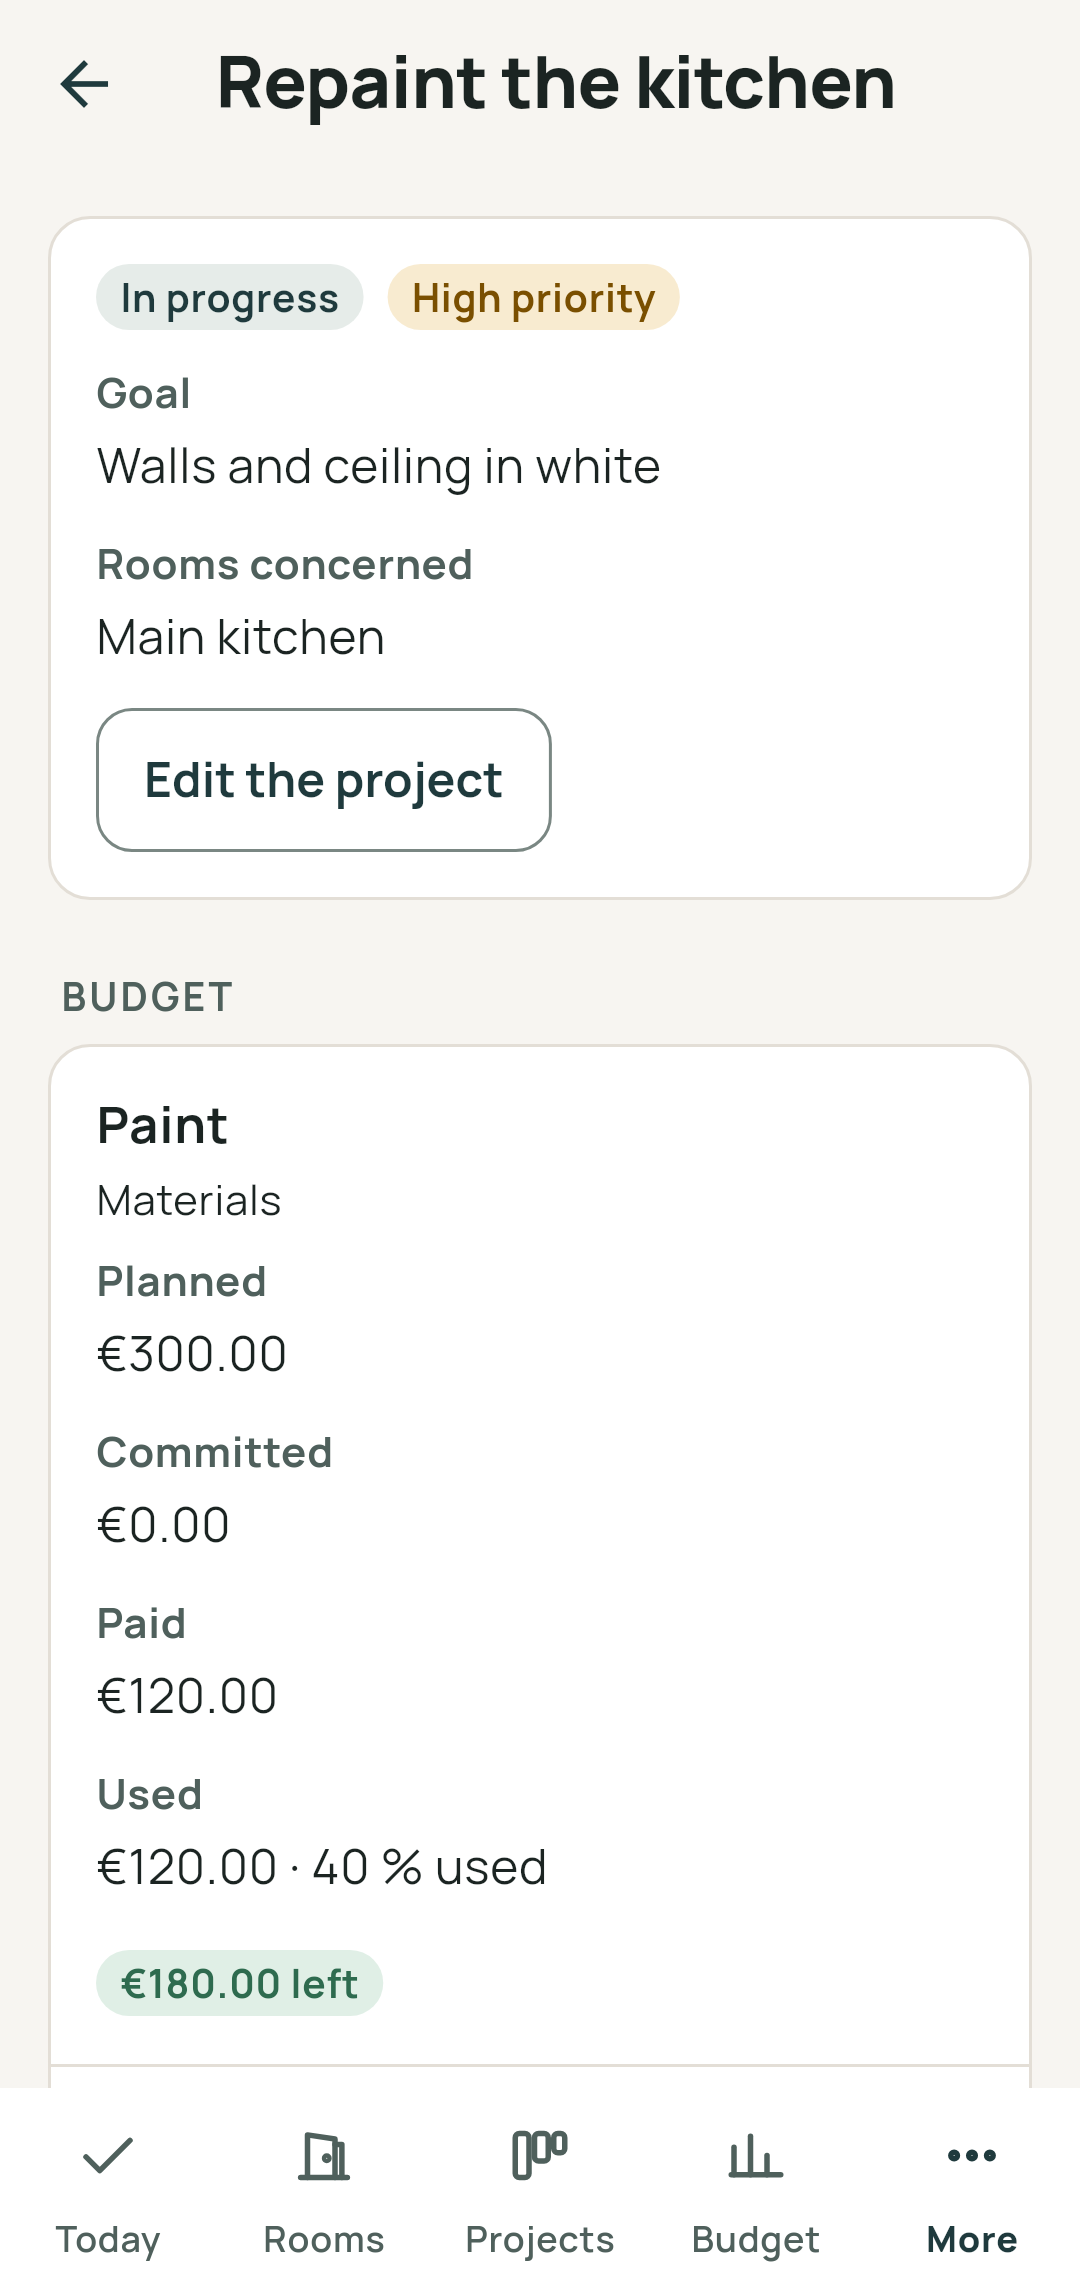 Repaint the kitchen
In progress
High priority
Goal
Walls and ceiling in white
Rooms concerned
Main kitchen
Edit the project
BUDGET
Paint
Materials
Planned
€300.00
Committed
€0.00
Paid
€120.00
Used
€120.00 · 40 % used
€180.00 left
Today
Rooms
Projects
Budget
More